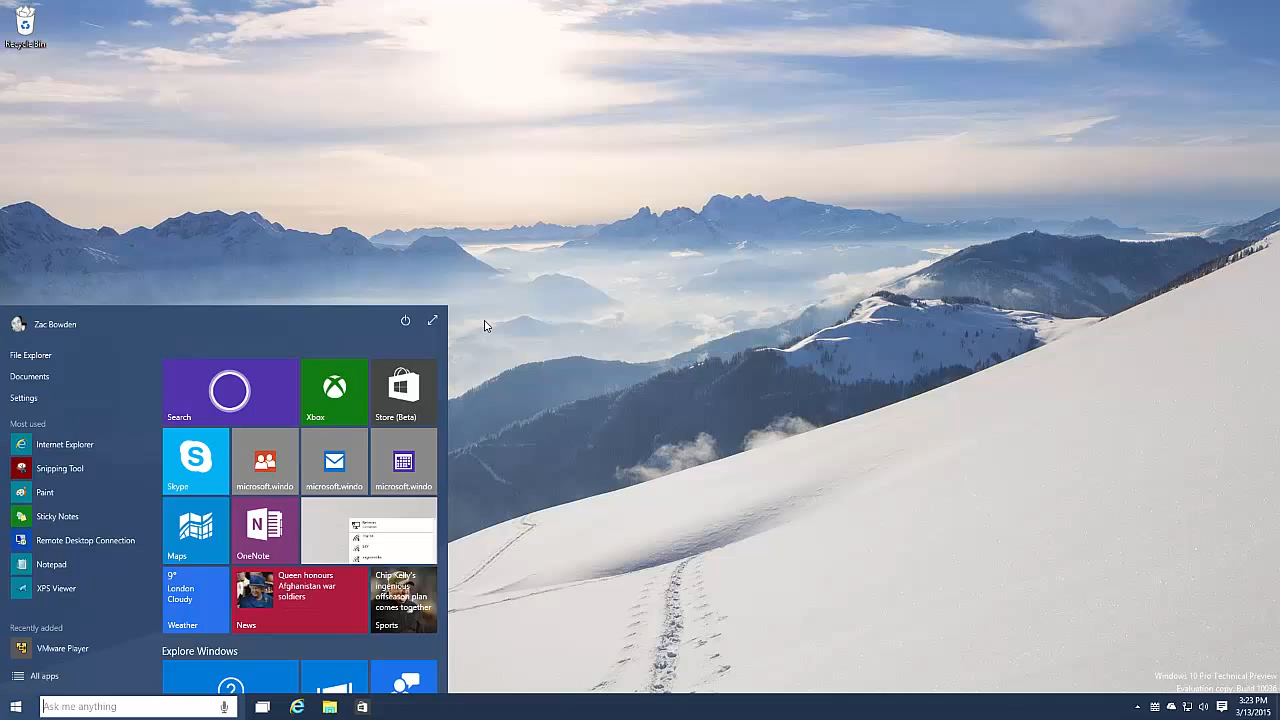 Recycle Bin
Zac Bowden
File Explorer
Documents
Settings
Most used
Internet Explorer
Snipping Tool
Paint
Sticky Notes
Remote Desktop Connection
Notepad
XPS Viewer
Recently added
VMware Player
All apps
Search
Xbox
Store (Beta)
Skype
microsoft.windo
microsoft.windo
microsoft.windo
Maps
N
OneNote
9°
London
Cloudy
Weather
Queen honours
Afghanistan war
soldiers
News
Chip Kelly's
ingenious
offseason plan
comes together
Sports
Explore Windows
?
Ask me anything
Windows 10 Pro Technical Preview
Evaluation copy. Build 10036
3:23 PM
3/13/2015